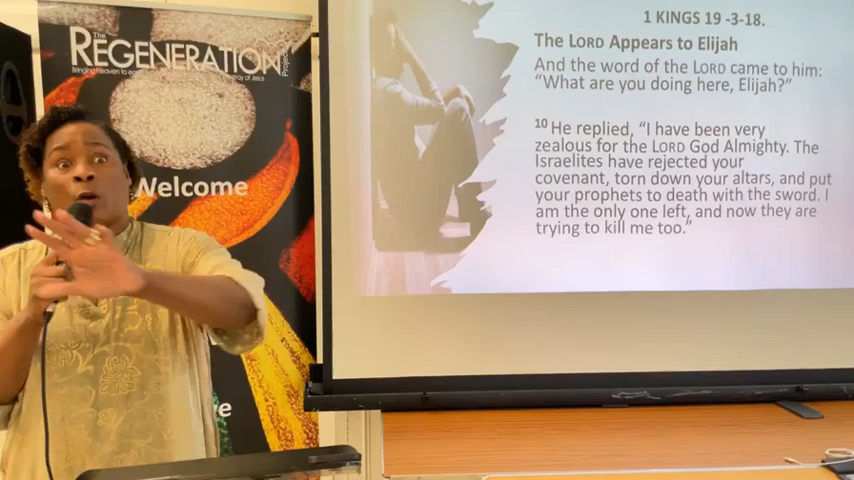 The
REGENERATION
Project
Bringing heaven to
play of Jesus
Welcome
1 KINGS 19 -3-18.
The LORD Appears to Elijah
And the word of the LORD came to him:
“What are you doing here, Elijah?”
10 He replied, “I have been very
zealous for the LORD God Almighty. The
Israelites have rejected your
covenant, torn down your altars, and put
your prophets to death with the sword. I
am the only one left, and now they are
trying to kill me too.”